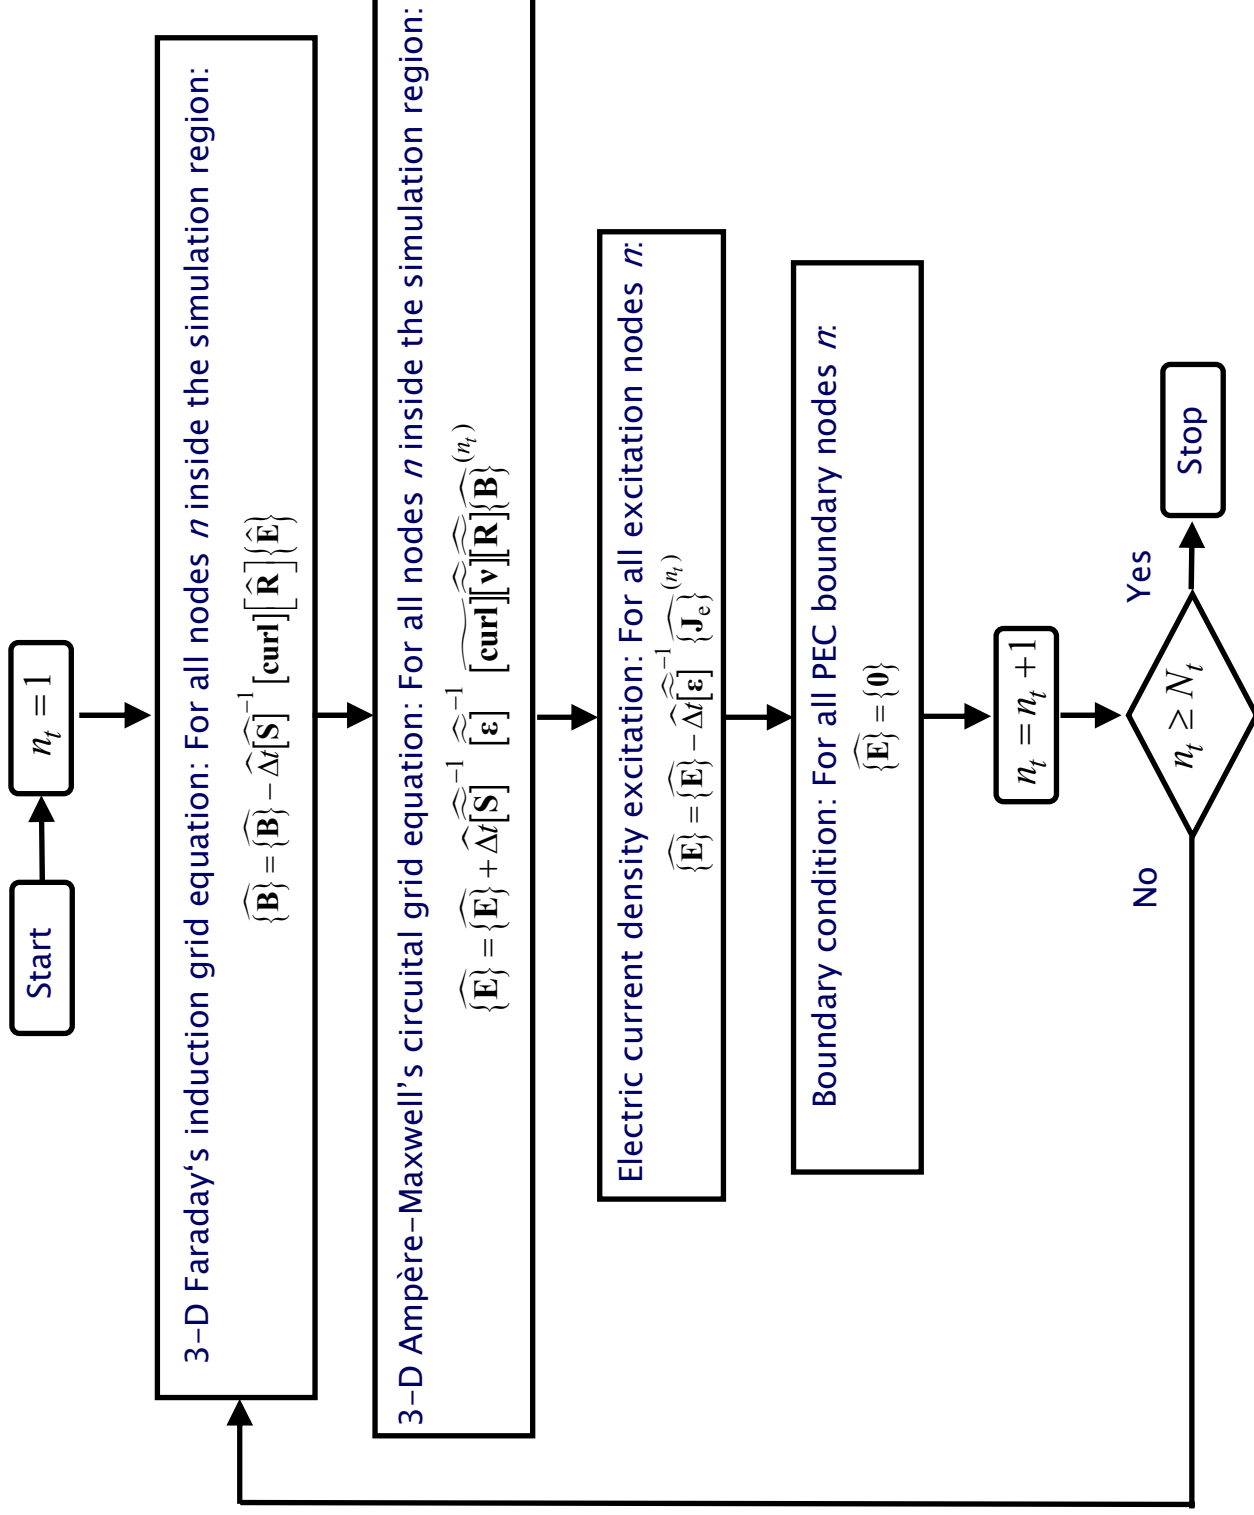 Start
n_t = 1
3–D Faraday‘s induction grid equation: For all nodes n inside the simulation region:
{B}^ = {B}^ − Δt^ [S]^⁻¹ [curl] [R^] {E^}
3–D Ampère–Maxwell’s circuital grid equation: For all nodes n inside the simulation region:
{E}^ = {E}^ + Δt^ [S]^~⁻¹ [ε]^~⁻¹ [curl]~ [ν]^~ [R]^~ {B}^^(n_t)
Electric current density excitation: For all excitation nodes n:
{E}^ = {E}^ − Δt^ [ε]^~⁻¹ {J_e}^^(n_t)
Boundary condition: For all PEC boundary nodes n:
{E}^ = {0}
n_t = n_t + 1
n_t ≥ N_t
No
Yes
Stop